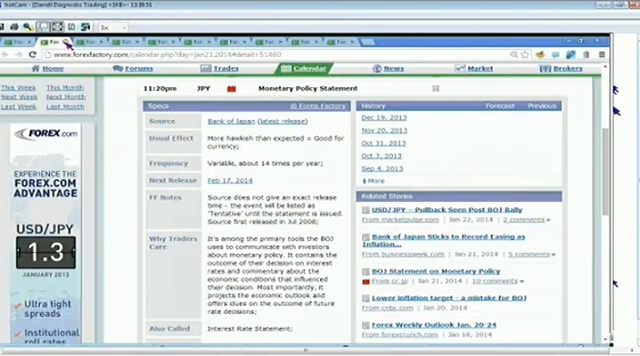 www.forexfactory.com/calendar.php?day=jan21.2014#detail=51480
Home
Forums
Trades
Calendar
News
Market
Brokers
This Week
This Month
Next Week
Next Month
Last Week
Last Month
11:20pm
JPY
Monetary Policy Statement
Specs
© Forex Factory
Source
Bank of Japan (latest release)
Usual Effect
More hawkish than expected = Good for
currency;
Frequency
Variable, about 14 times per year;
Next Release
Feb 17, 2014
FF Notes
Source does not give an exact release
time - the event will be listed as
'Tentative' until the statement is issued.
Source first released in Jul 2008;
Why Traders
Care
It's among the primary tools the BOJ
uses to communicate with investors
about monetary policy. It contains the
outcome of their decision on interest
rates and commentary about the
economic conditions that influenced
their decision. Most importantly, it
projects the economic outlook and
offers clues on the outcome of future
rate decisions;
Also Called
Interest Rate Statement;
History
Forecast
Previous
Dec 19, 2013
Nov 20, 2013
Oct 31, 2013
Oct 3, 2013
Sep 4, 2013
More
Related Stories
USD/JPY – Pullback Seen Post BOJ Rally
From marketpulse.com
Jan 22, 2014
2 comments
Bank of Japan Sticks to Record Easing as
Inflation...
From businessweek.com
Jan 21, 2014
5 comments
BOJ Statement on Monetary Policy
From boj.or.jp
Jan 21, 2014
10 comments
Lower inflation target – a mistake for BOJ
From cnbc.com
Jan 21, 2014
Forex Weekly Outlook Jan. 20-24
From forexcrunch.com
Jan 18, 2014
FOREX.com
EXPERIENCE THE
FOREX.COM
ADVANTAGE
USD/JPY
1.3
JANUARY 2013
Ultra tight
spreads
Institutional